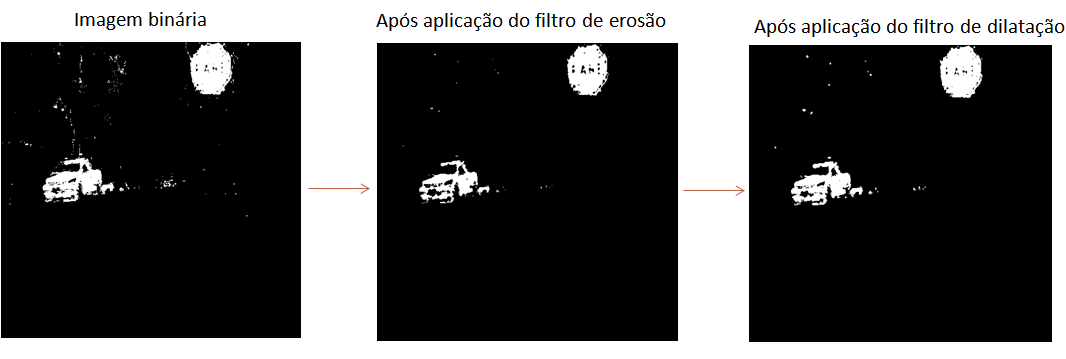 Imagem binária
Após aplicação do filtro de erosão
Após aplicação do filtro de dilatação